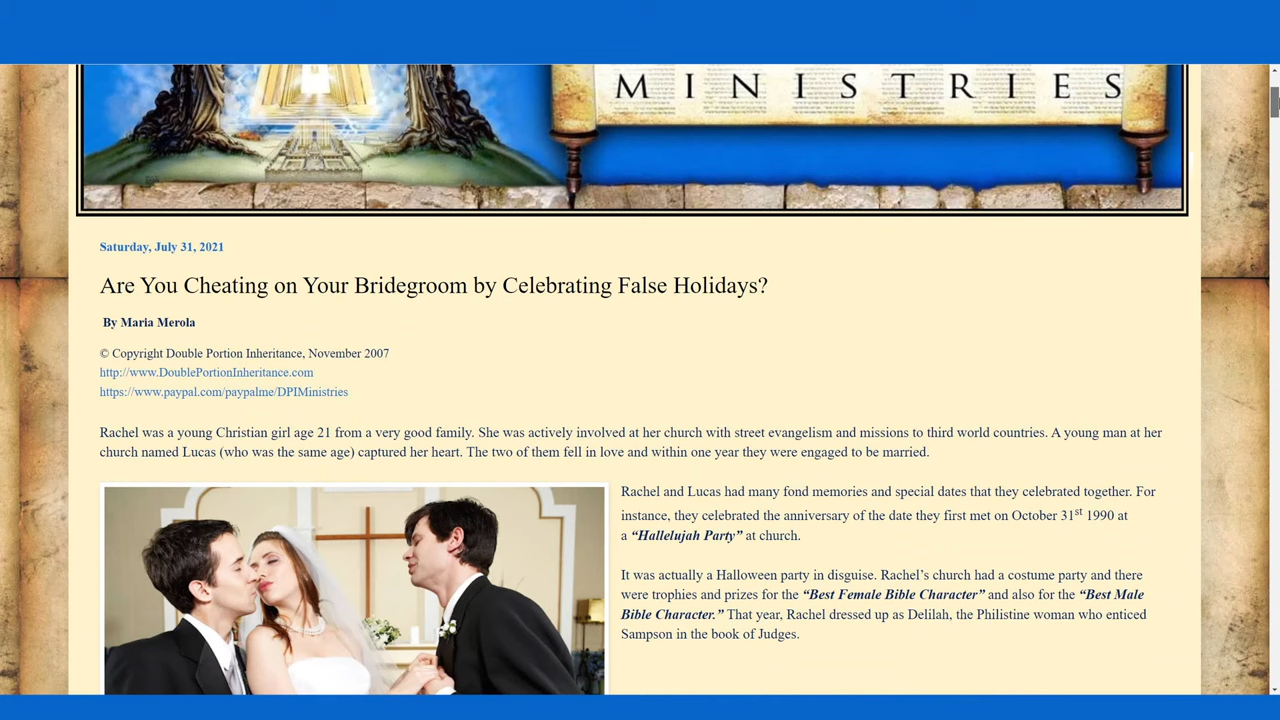 MINISTRIES
Saturday, July 31, 2021
Are You Cheating on Your Bridegroom by Celebrating False Holidays?
By Maria Merola
© Copyright Double Portion Inheritance, November 2007
http://www.DoublePortionInheritance.com
https://www.paypal.com/paypalme/DPIMinistries
Rachel was a young Christian girl age 21 from a very good family. She was actively involved at her church with street evangelism and missions to third world countries. A young man at her
church named Lucas (who was the same age) captured her heart. The two of them fell in love and within one year they were engaged to be married.
Rachel and Lucas had many fond memories and special dates that they celebrated together. For
instance, they celebrated the anniversary of the date they first met on October 31st 1990 at
a “Hallelujah Party” at church.
It was actually a Halloween party in disguise. Rachel’s church had a costume party and there
were trophies and prizes for the “Best Female Bible Character” and also for the “Best Male
Bible Character.” That year, Rachel dressed up as Delilah, the Philistine woman who enticed
Sampson in the book of Judges.